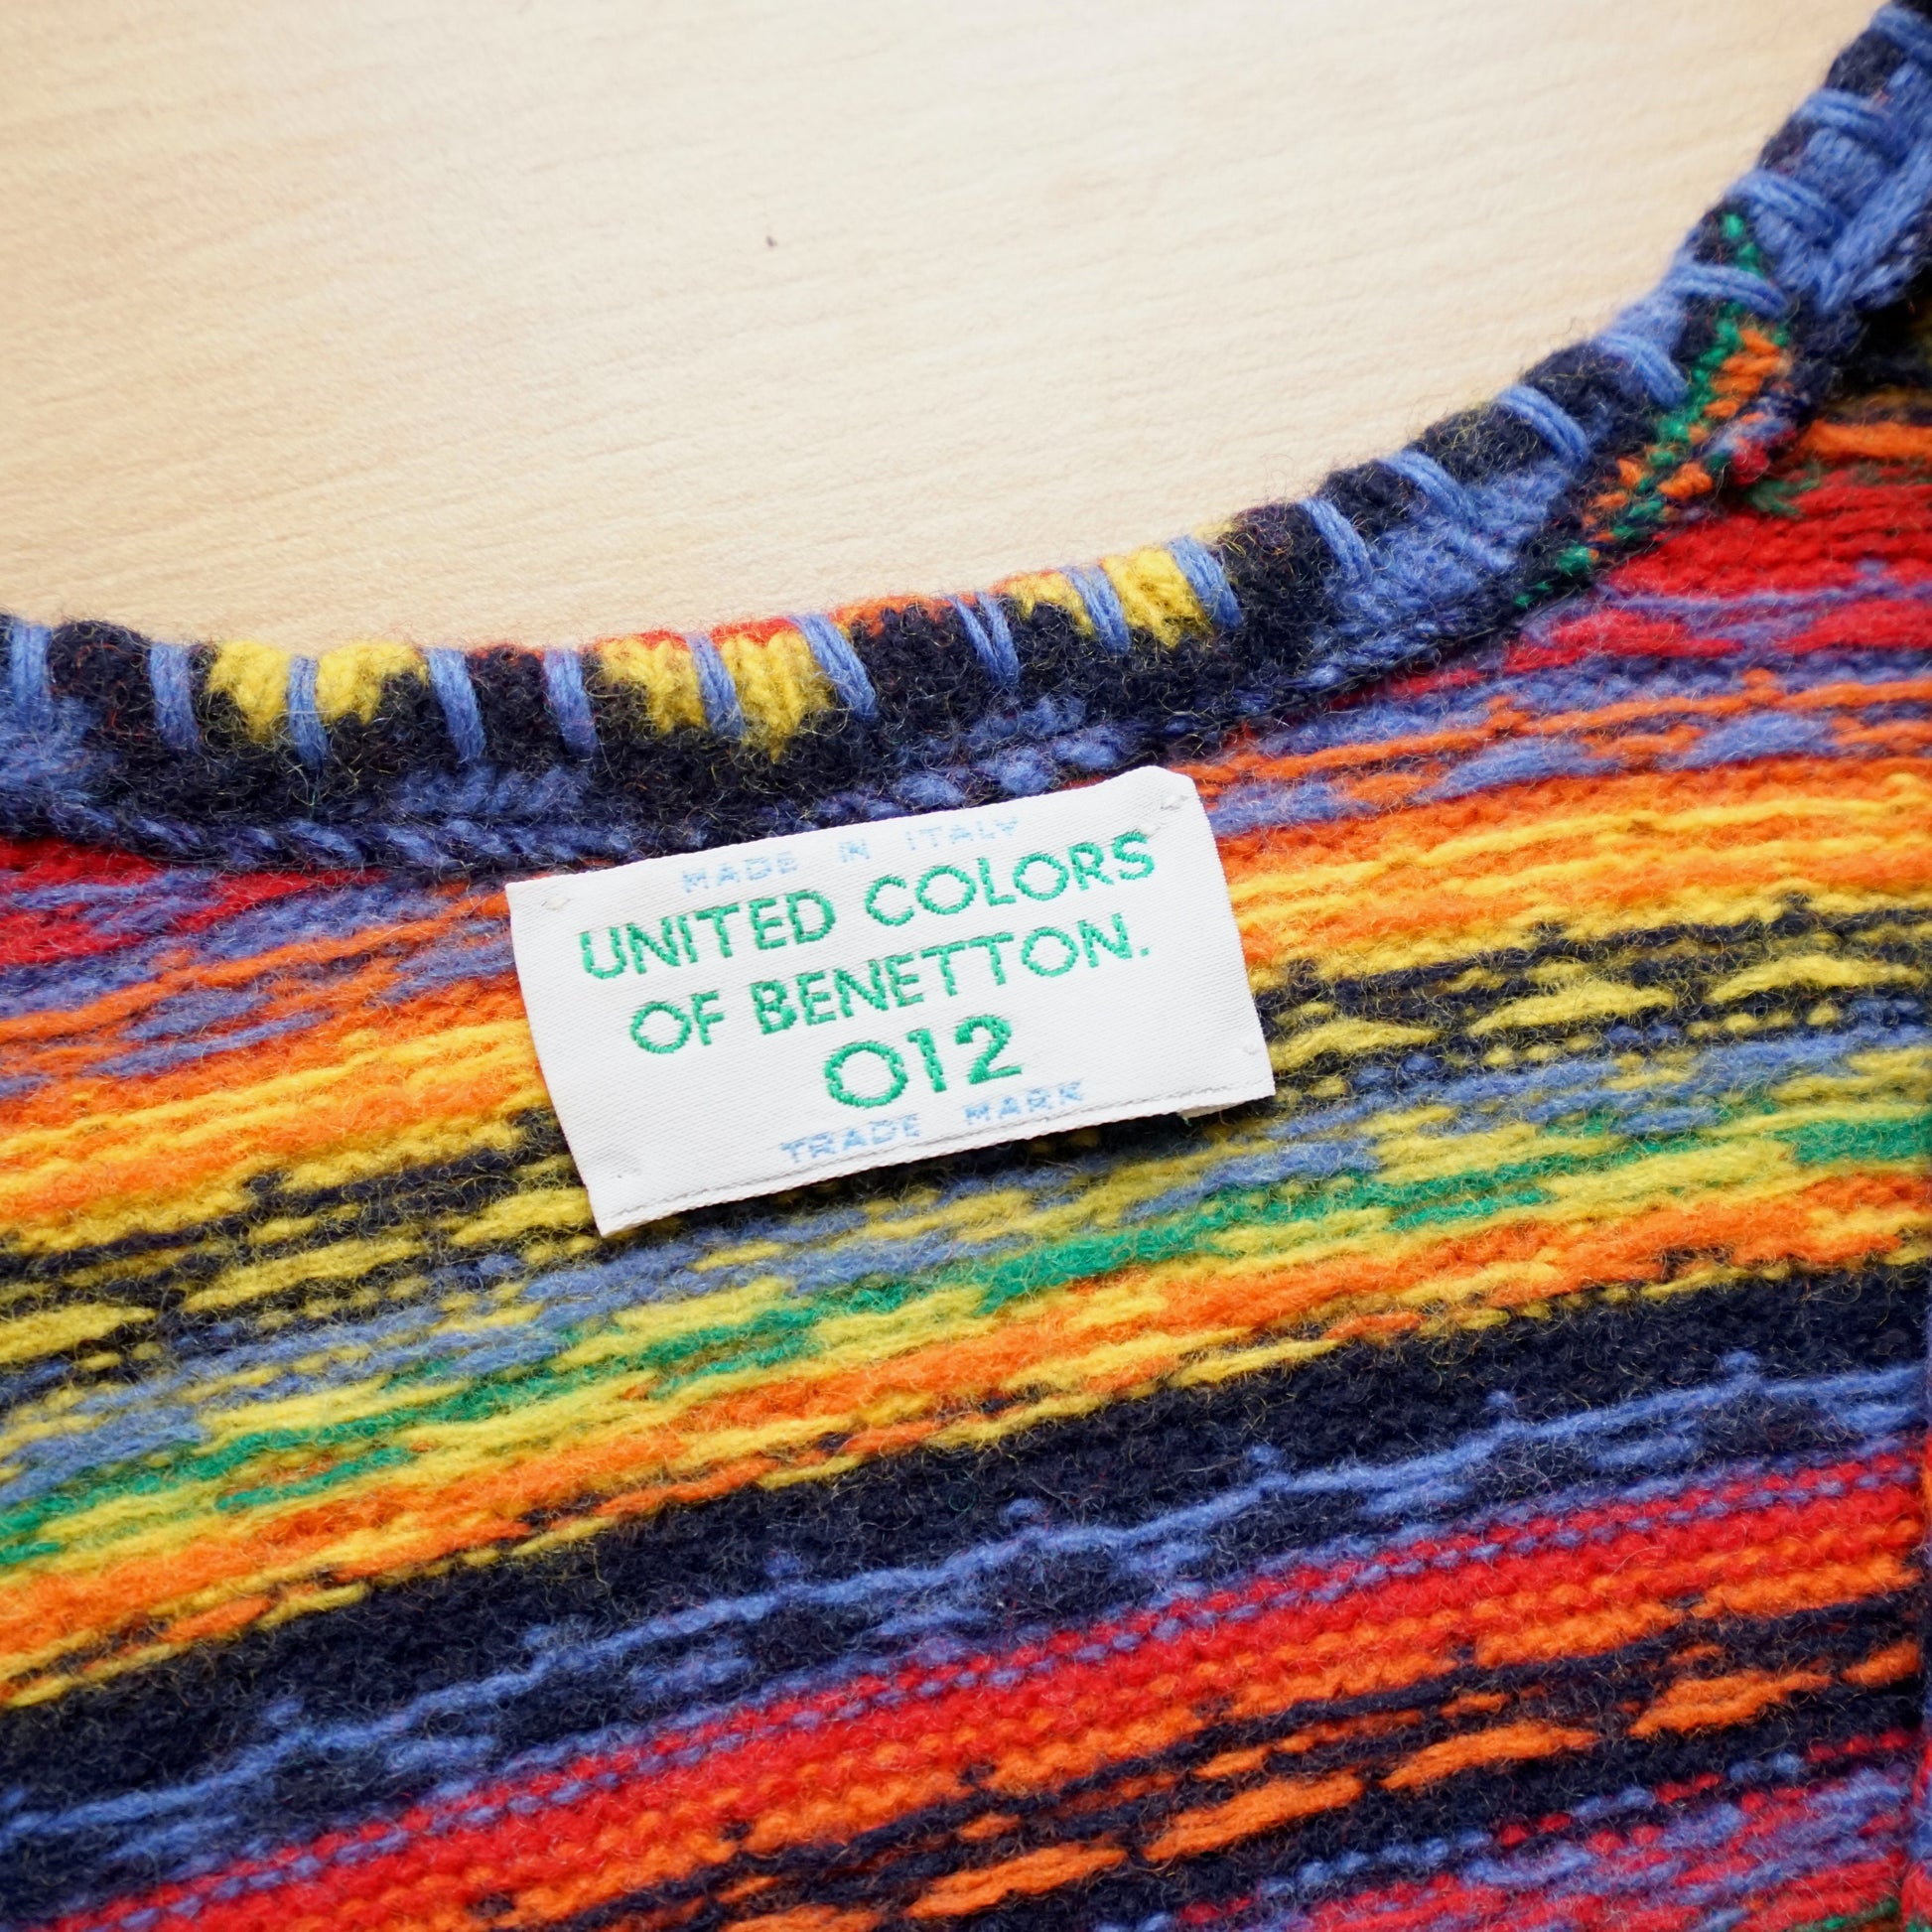 MADE IN ITALY
UNITED COLORS
OF BENETTON.
012
TRADE MARK